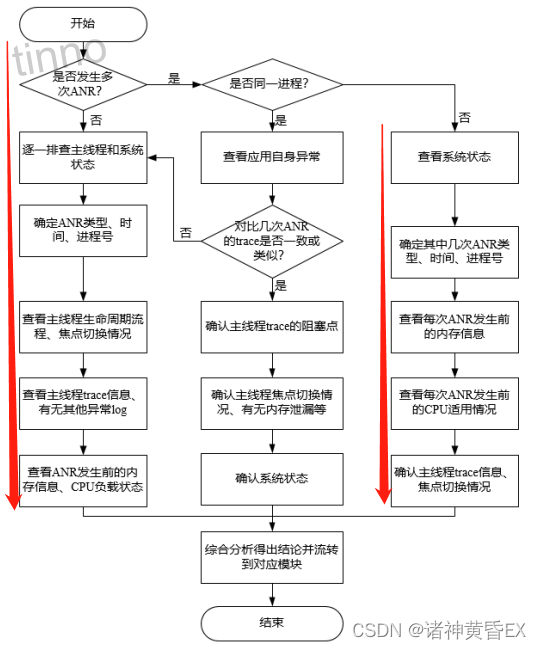 开始
tinno
是否发生多
次ANR?
是
是否同一进程?
否
是
否
逐一排查主线程和系统
状态
查看应用自身异常
查看系统状态
确定ANR类型、时
间、进程号
否
对比几次ANR
的trace是否一致或
类似?
确定其中几次ANR类
型、时间、进程号
是
查看主线程生命周期流
程、焦点切换情况
确认主线程trace的阻塞点
查看每次ANR发生前
的内存信息
查看主线程trace信息、
有无其他异常log
确认主线程焦点切换情
况、有无内存泄漏等
查看每次ANR发生前
的CPU适用情况
查看ANR发生前的内
存信息、CPU负载状态
确认系统状态
确认主线程trace信息、
焦点切换情况
综合分析得出结论并流转
到对应模块
结束
CSDN @诸神黄昏EX